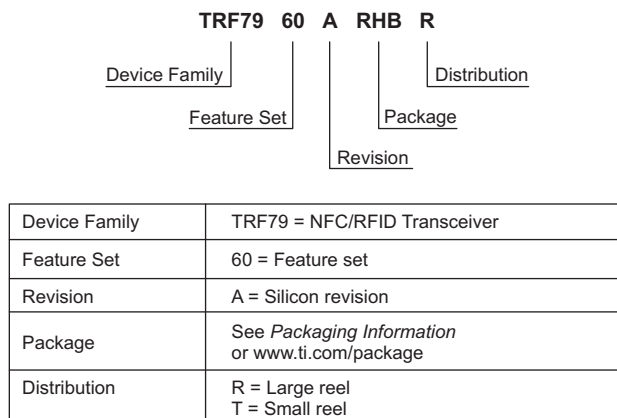 TRF79 60 A RHB R
Device Family
Distribution
Feature Set
Package
Revision
Device Family TRF79 = NFC/RFID Transceiver
Feature Set 60 = Feature set
Revision A = Silicon revision
Package See Packaging Information
or www.ti.com/package
Distribution R = Large reel
T = Small reel